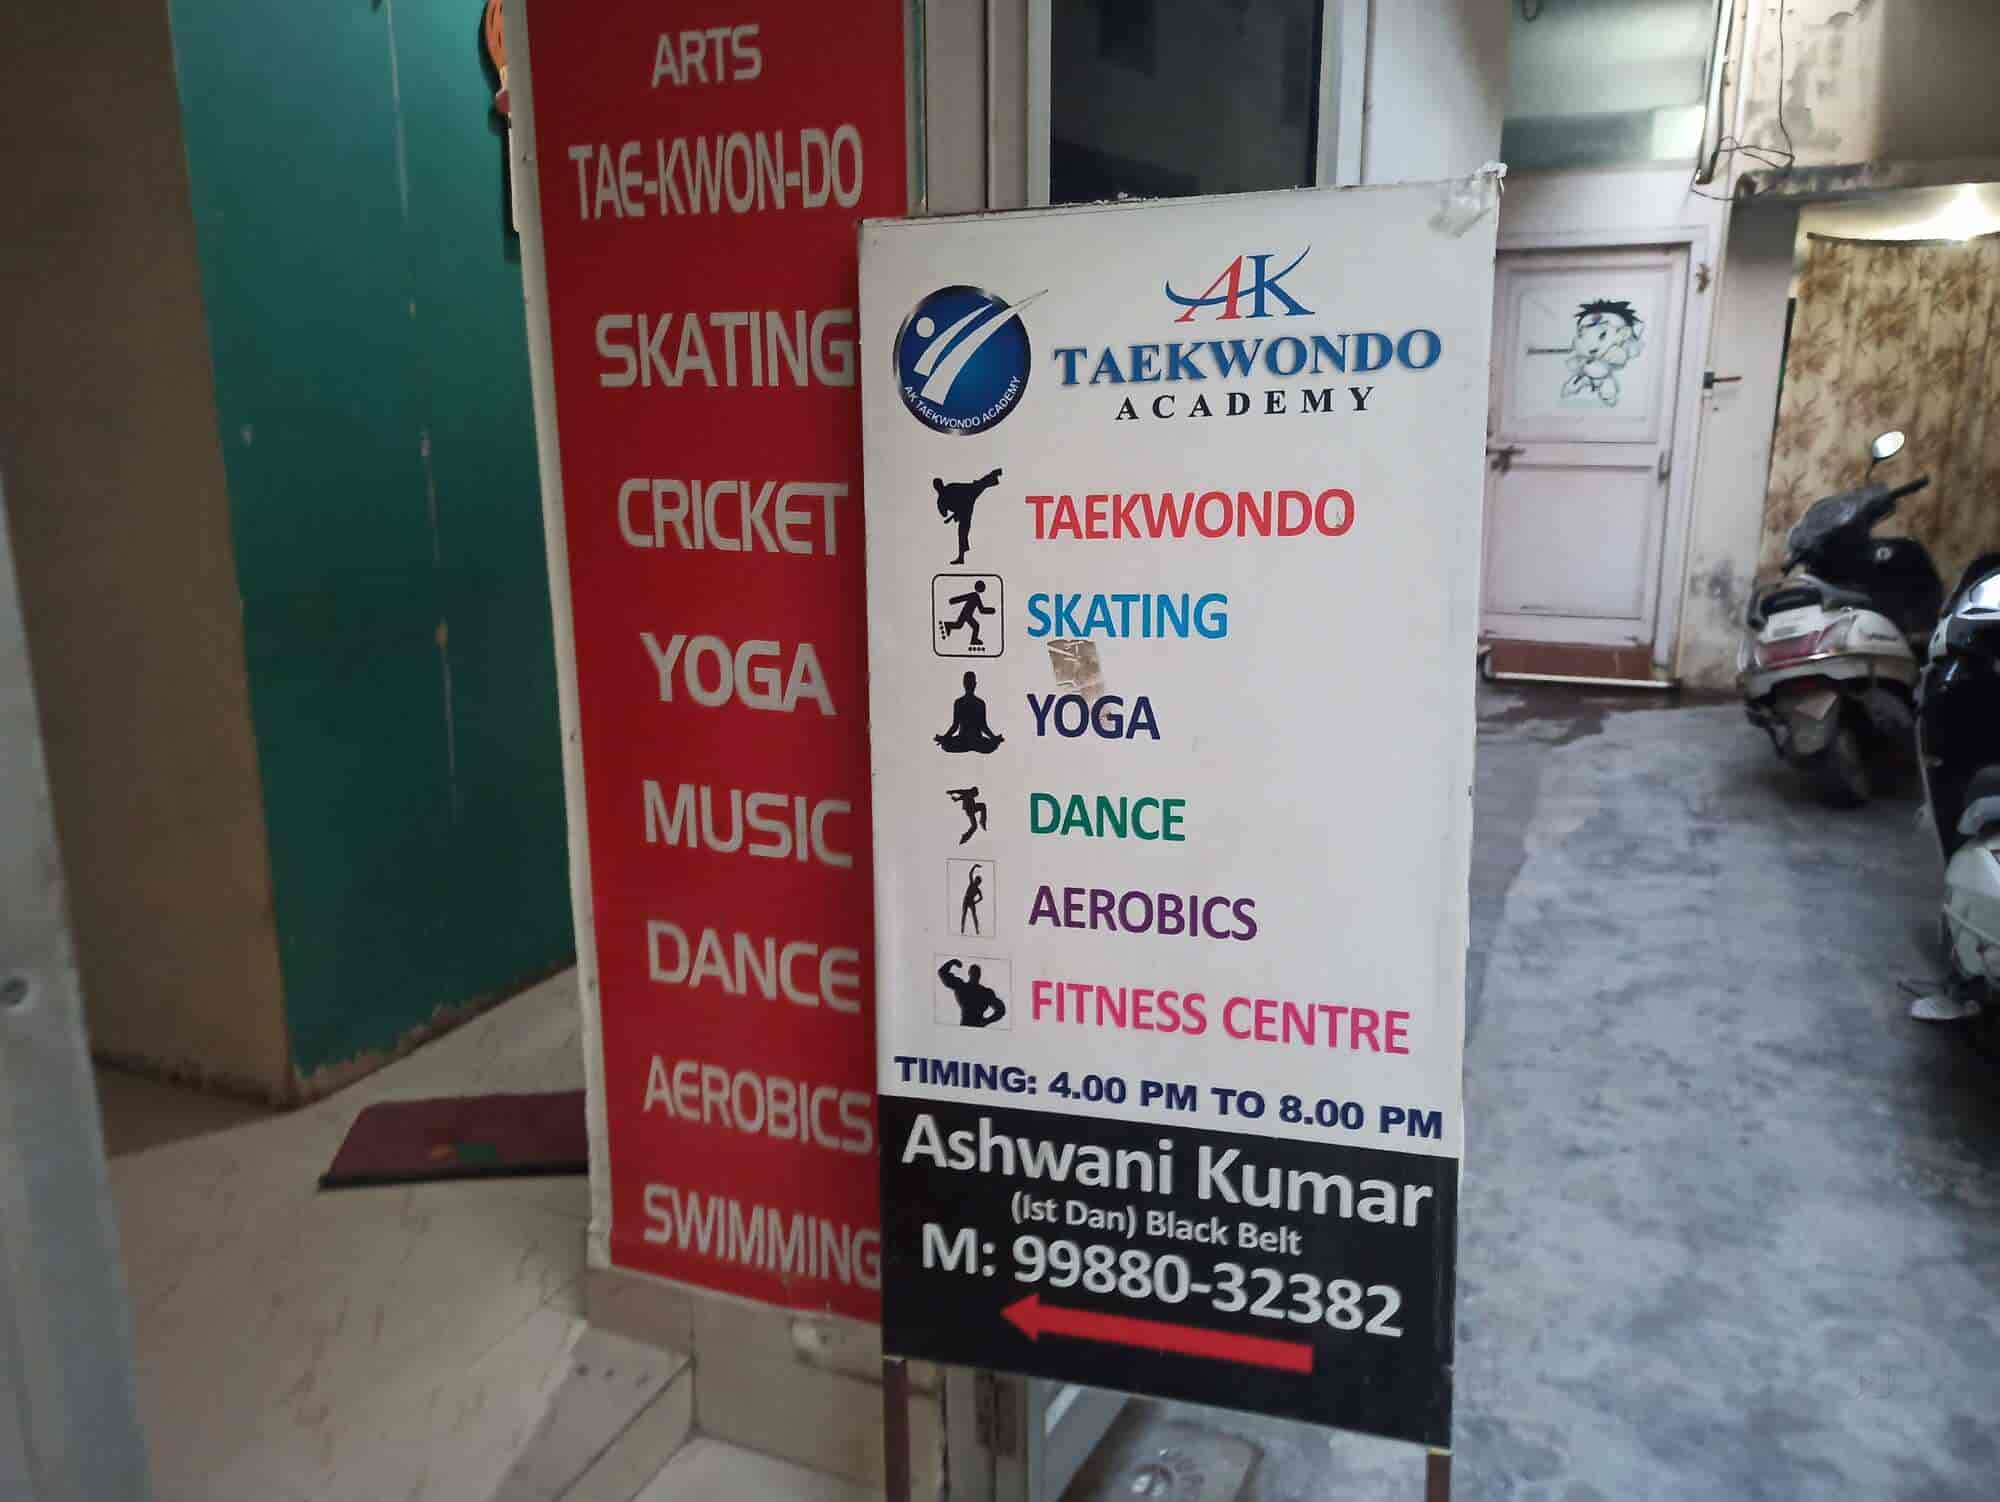 ARTS
TAE-KWON-DO
SKATING
CRICKET
YOGA
MUSIC
DANCE
AEROBICS
SWIMMING
AK
TAEKWONDO
ACADEMY
AK TAEKWONDO ACADEMY
TAEKWONDO
SKATING
YOGA
DANCE
AEROBICS
FITNESS CENTRE
TIMING: 4.00 PM TO 8.00 PM
Ashwani Kumar
(Ist Dan) Black Belt
M: 99880-32382